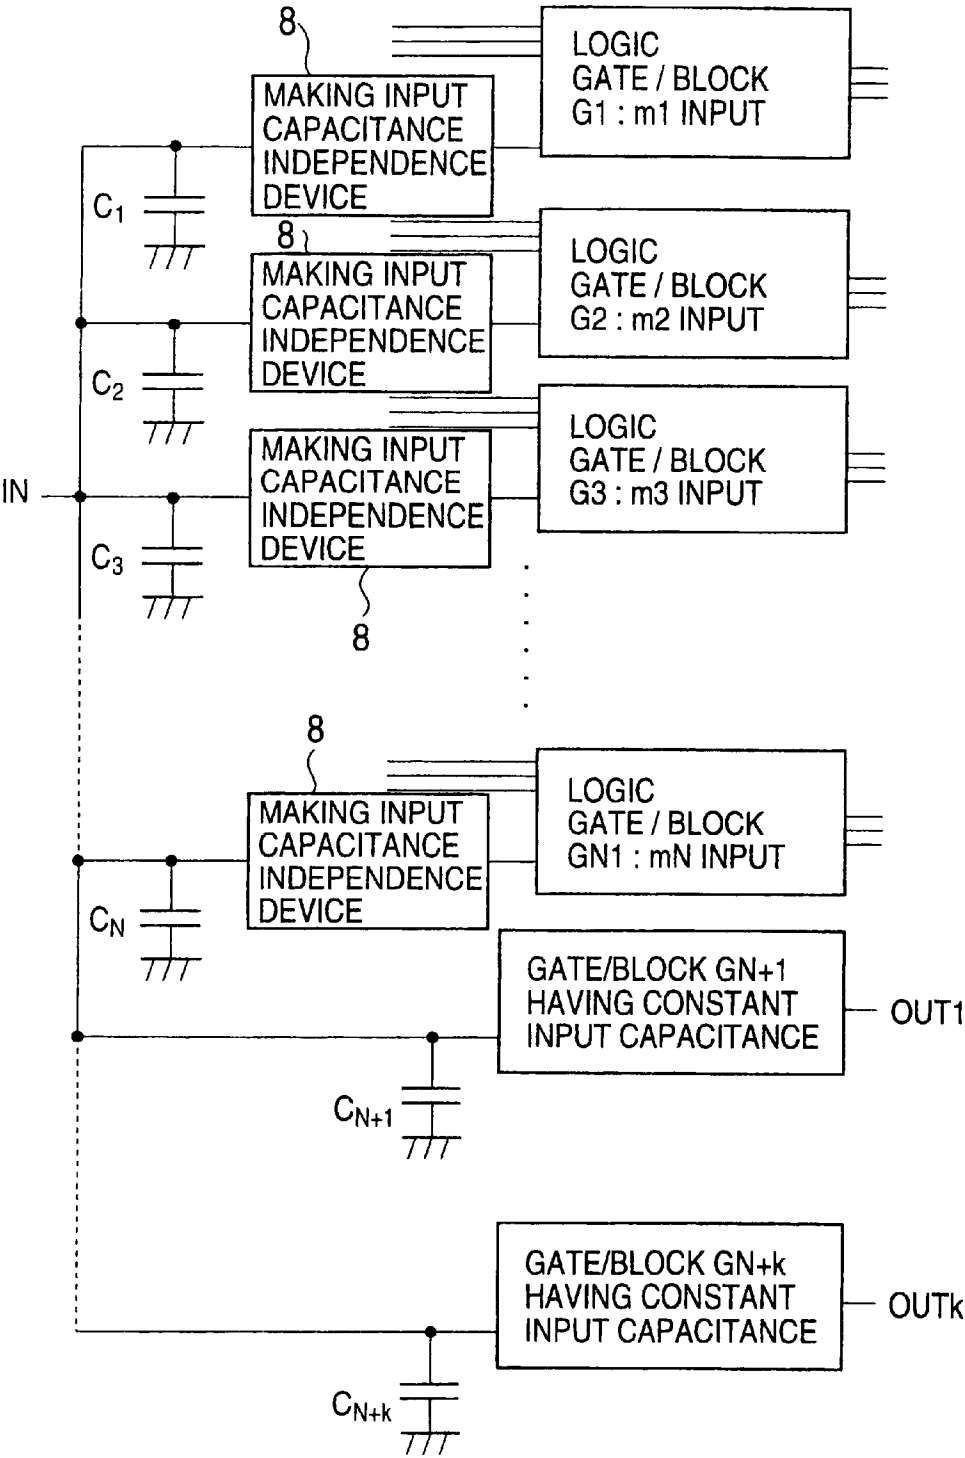 8
MAKING INPUT
CAPACITANCE
INDEPENDENCE
DEVICE
LOGIC
GATE / BLOCK
G1 : m1 INPUT
C1
8
MAKING INPUT
CAPACITANCE
INDEPENDENCE
DEVICE
LOGIC
GATE / BLOCK
G2 : m2 INPUT
C2
MAKING INPUT
CAPACITANCE
INDEPENDENCE
DEVICE
LOGIC
GATE / BLOCK
G3 : m3 INPUT
IN
C3
8
8
MAKING INPUT
CAPACITANCE
INDEPENDENCE
DEVICE
LOGIC
GATE / BLOCK
GN1 : mN INPUT
CN
GATE/BLOCK GN+1
HAVING CONSTANT
INPUT CAPACITANCE
OUT1
CN+1
GATE/BLOCK GN+k
HAVING CONSTANT
INPUT CAPACITANCE
OUTk
CN+k